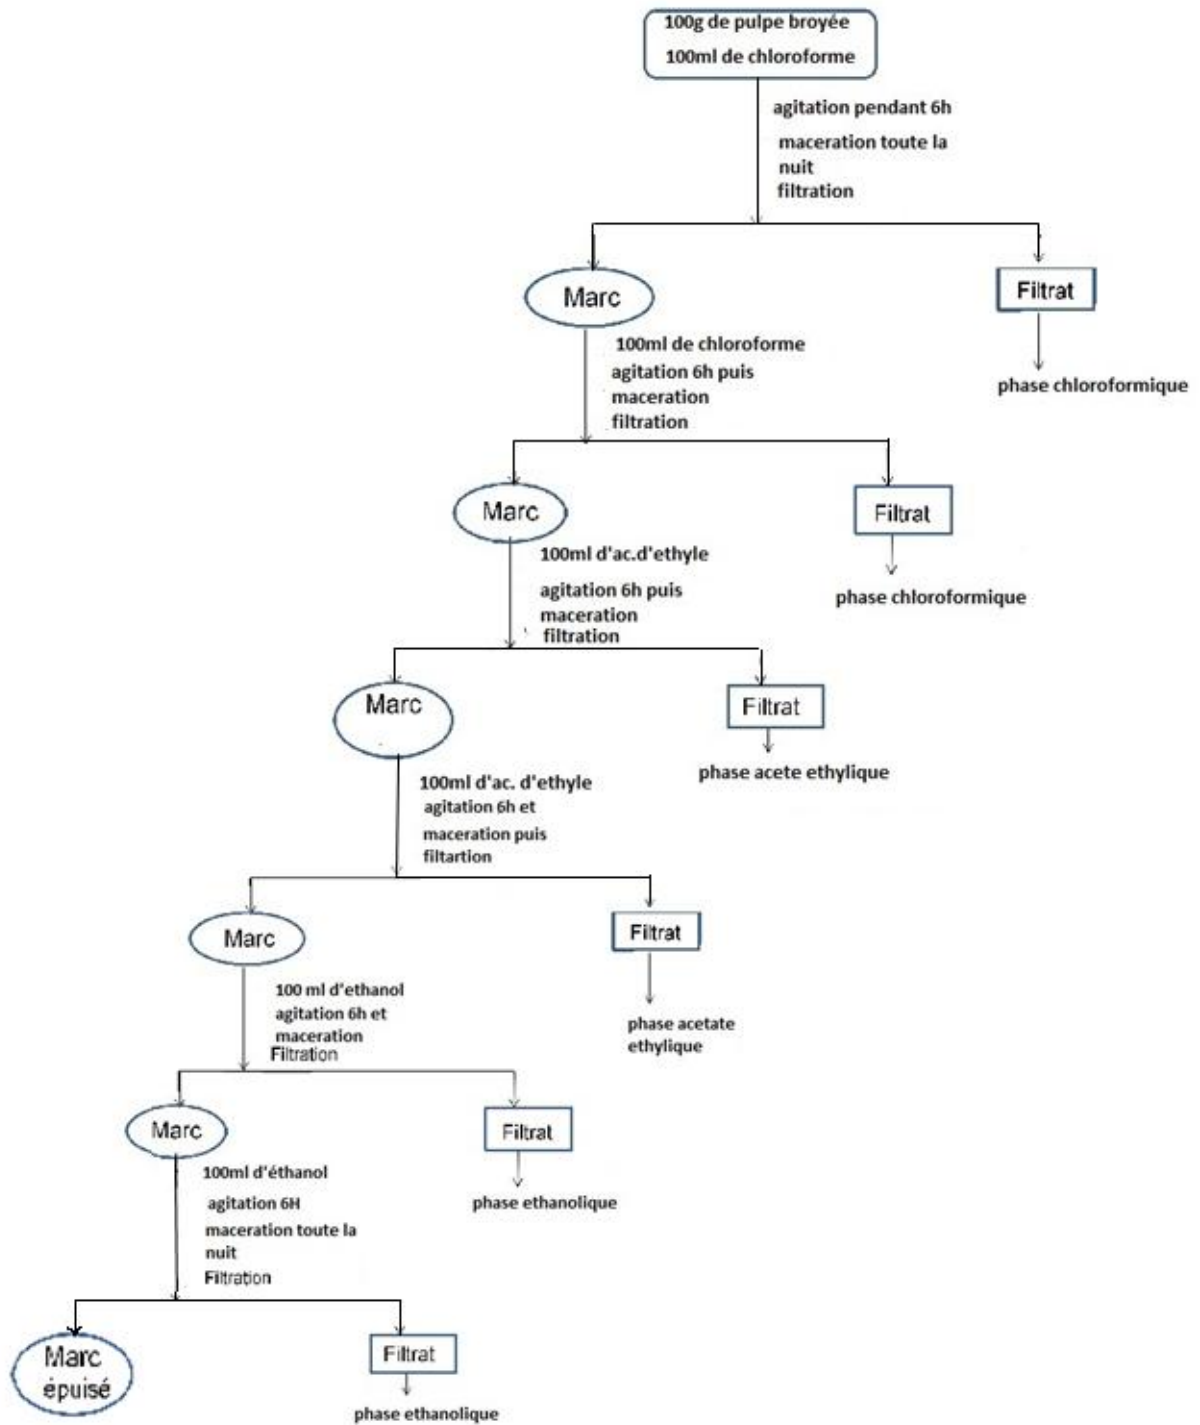 100g de pulpe broyée
100ml de chloroforme
agitation pendant 6h
maceration toute la
nuit
filtration
Marc
Filtrat
100ml de chloroforme
agitation 6h puis
maceration
filtration
phase chloroformique
Marc
Filtrat
100ml d'ac.d'ethyle
agitation 6h puis
maceration
filtration
phase chloroformique
Marc
Filtrat
phase acete ethylique
100ml d'ac. d'ethyle
agitation 6h et
maceration puis
filtartion
Marc
Filtrat
100 ml d'ethanol
agitation 6h et
maceration
Filtration
phase acetate
ethylique
Marc
Filtrat
100ml d'éthanol
agitation 6H
maceration toute la
nuit
Filtration
phase ethanolique
Marc
épuisé
Filtrat
phase ethanolique